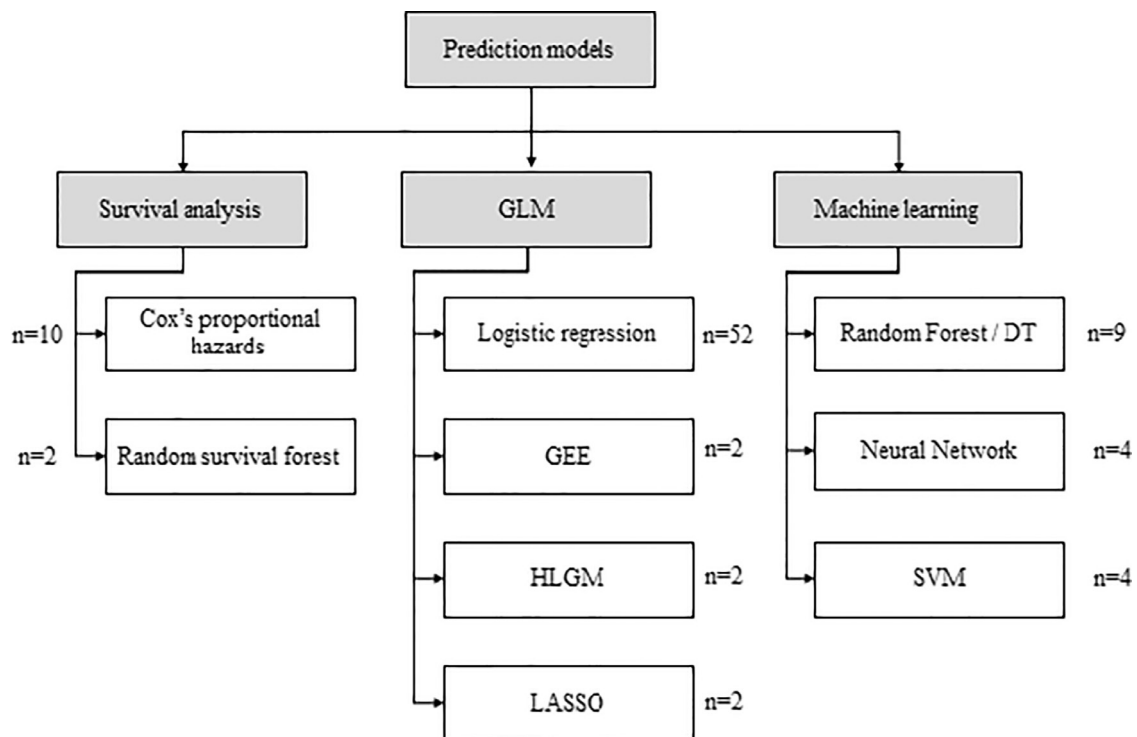 Prediction models
Survival analysis
GLM
Machine learning
n=10
Cox's proportional
hazards
Logistic regression
n=52
Random Forest / DT
n=9
n=2
Random survival forest
GEE
n=2
Neural Network
n=4
HLGM
n=2
SVM
n=4
LASSO
n=2